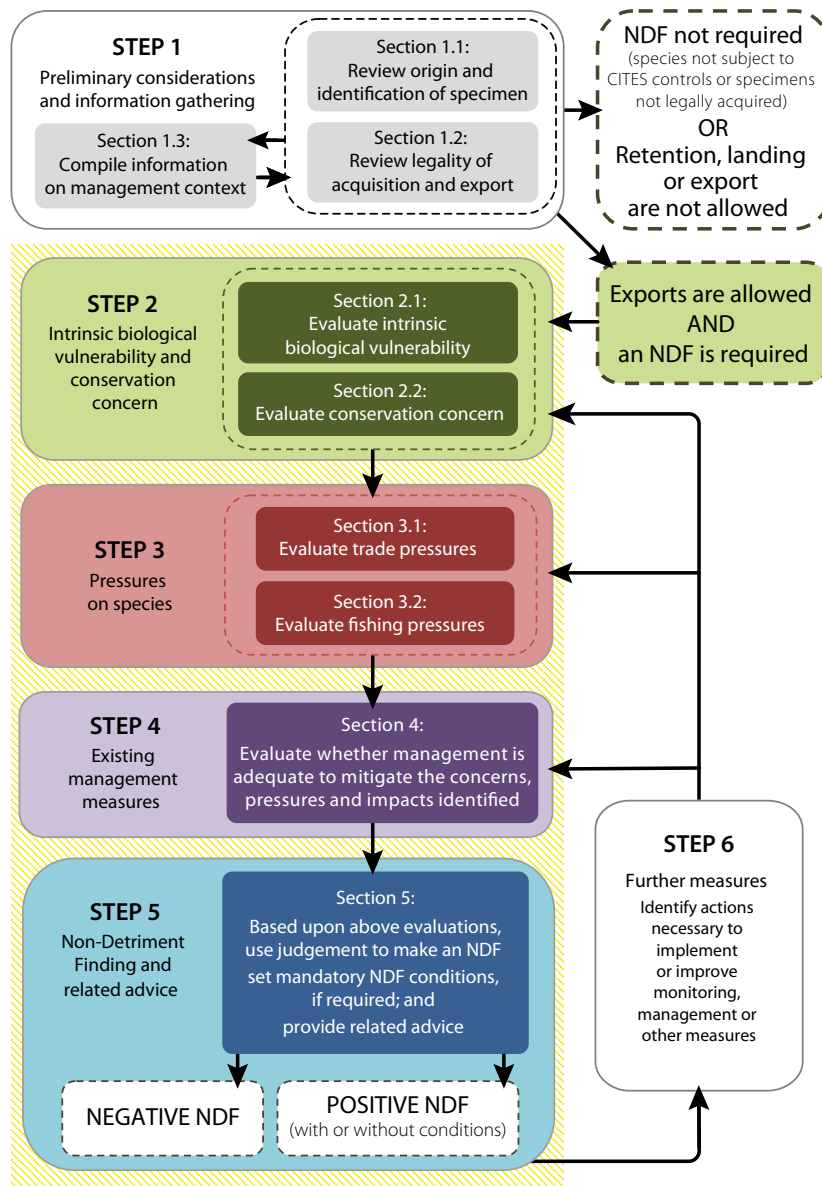 STEP 1
Preliminary considerations
and information gathering
Section 1.1:
Review origin and
identification of specimen
Section 1.3:
Compile information
on management context
Section 1.2:
Review legality of
acquisition and export
NDF not required
(species not subject to
CITES controls or specimens
not legally acquired)
OR
Retention, landing
or export
are not allowed
Exports are allowed
AND
an NDF is required
STEP 2
Intrinsic biological
vulnerability and
conservation
concern
Section 2.1:
Evaluate intrinsic
biological vulnerability
Section 2.2:
Evaluate conservation concern
STEP 3
Pressures
on species
Section 3.1:
Evaluate trade pressures
Section 3.2:
Evaluate fishing pressures
STEP 4
Existing
management
measures
Section 4:
Evaluate whether management is
adequate to mitigate the concerns,
pressures and impacts identified
STEP 5
Non-Detriment
Finding and
related advice
Section 5:
Based upon above evaluations,
use judgement to make an NDF
set mandatory NDF conditions,
if required; and
provide related advice
NEGATIVE NDF
POSITIVE NDF
(with or without conditions)
STEP 6
Further measures
Identify actions
necessary to
implement
or improve
monitoring,
management or
other measures